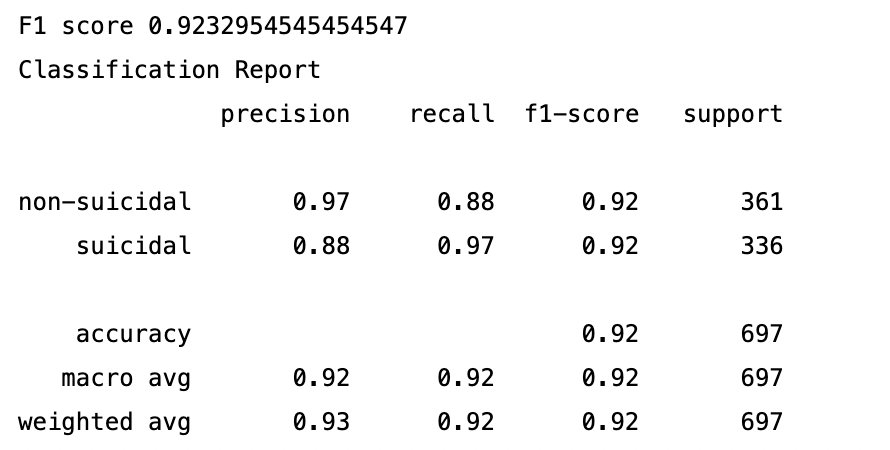 F1 score 0.9232954545454547
Classification Report
precision recall f1-score support
non-suicidal 0.97 0.88 0.92 361
suicidal 0.88 0.97 0.92 336
accuracy 0.92 697
macro avg 0.92 0.92 0.92 697
weighted avg 0.93 0.92 0.92 697